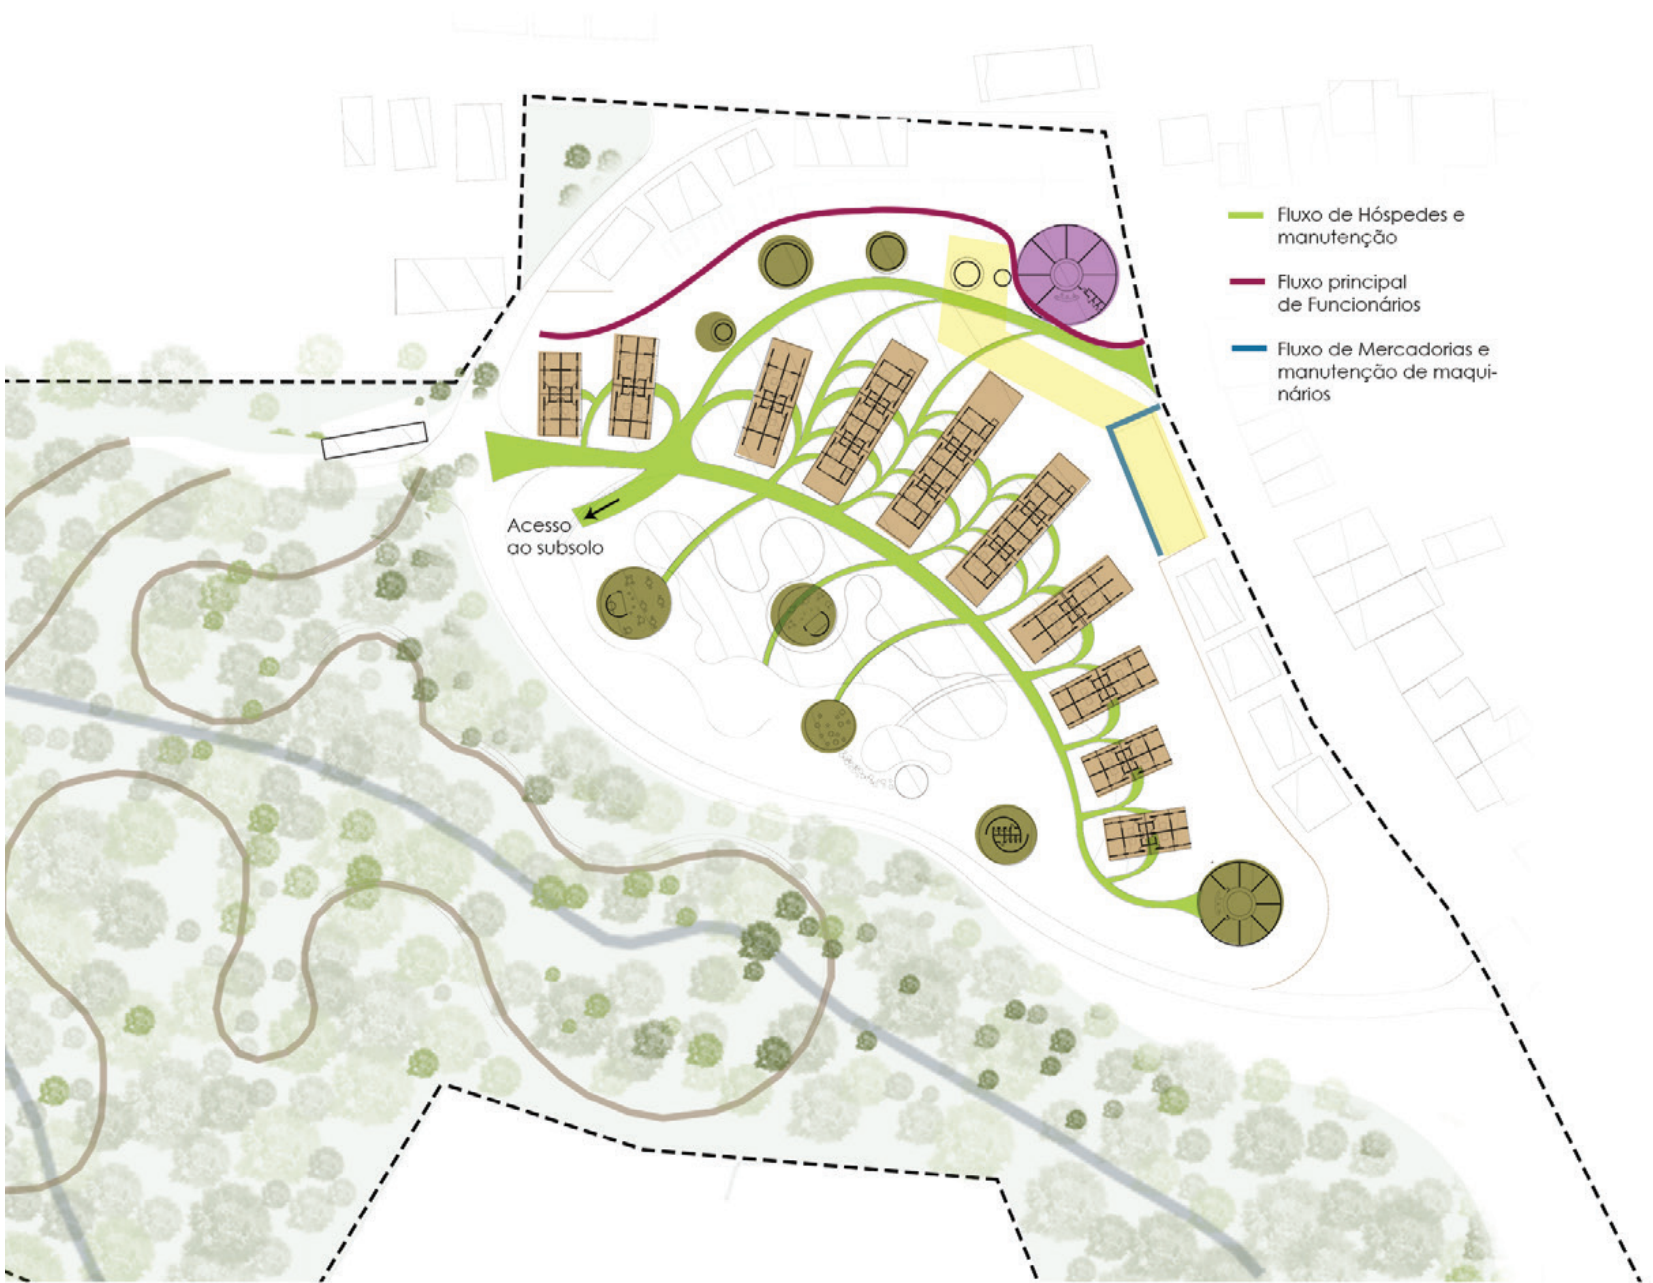 Fluxo de Hóspedes e
manutenção
Fluxo principal
de Funcionários
Fluxo de Mercadorias e
manutenção de maqui-
nários
Acesso
ao subsolo